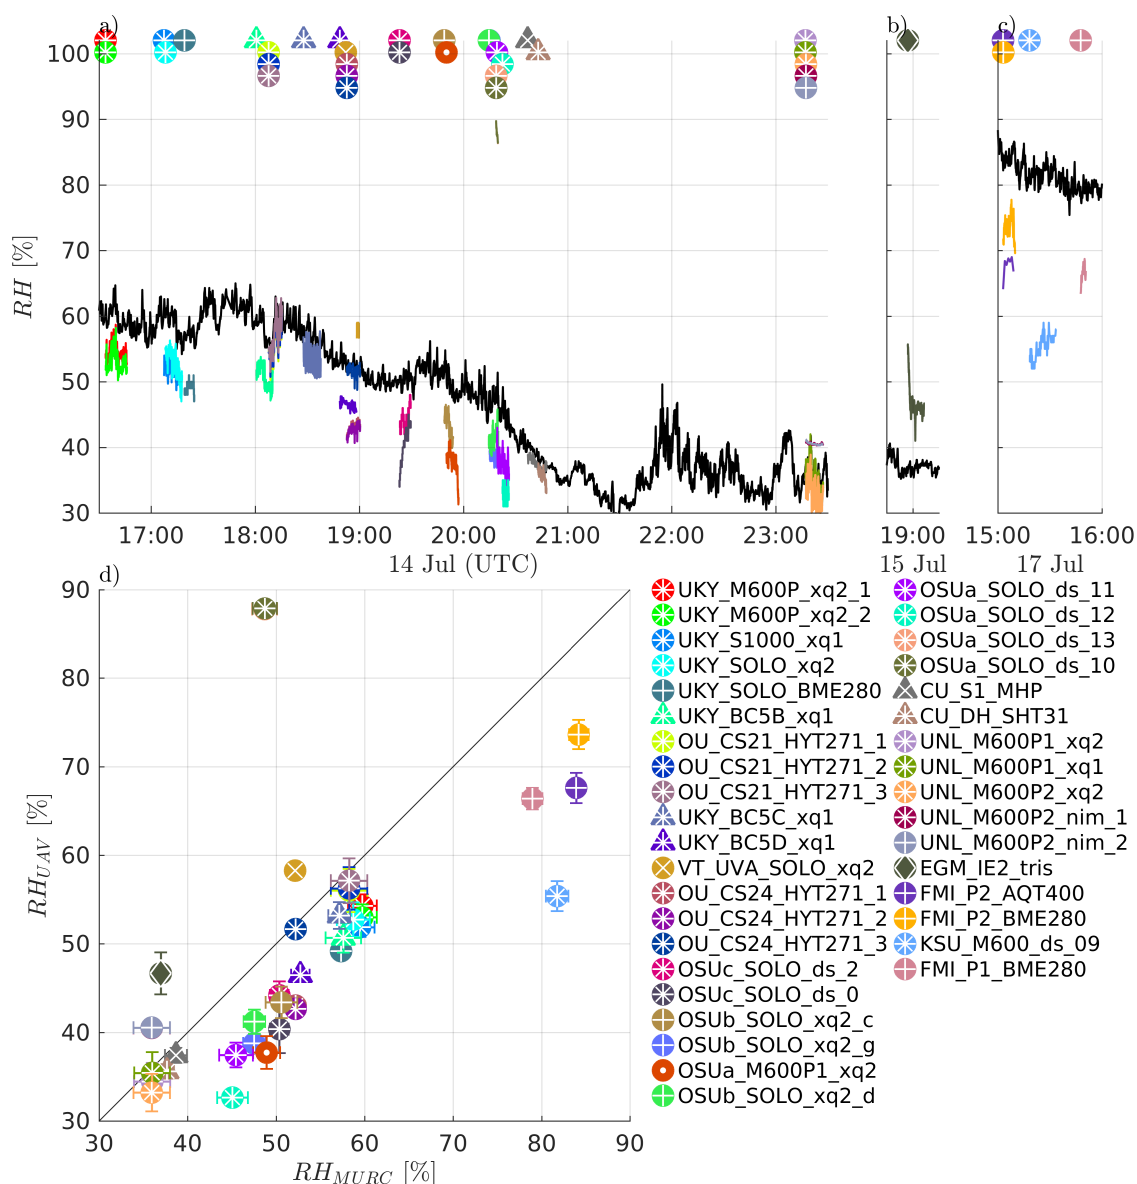 a)
b)
c)
100
90
80
70
60
50
40
30
RH [%]
17:00
18:00
19:00
20:00
21:00
22:00
23:00
19:00
15:00
16:00
14 Jul (UTC)
15 Jul
17 Jul
d)
90
80
70
60
50
40
30
RH_UAV [%]
30
40
50
60
70
80
90
RH_MURC [%]
UKY_M600P_xq2_1
UKY_M600P_xq2_2
UKY_S1000_xq1
UKY_SOLO_xq2
UKY_SOLO_BME280
UKY_BC5B_xq1
OU_CS21_HYT271_1
OU_CS21_HYT271_2
OU_CS21_HYT271_3
UKY_BC5C_xq1
UKY_BC5D_xq1
VT_UVA_SOLO_xq2
OU_CS24_HYT271_1
OU_CS24_HYT271_2
OU_CS24_HYT271_3
OSUc_SOLO_ds_2
OSUc_SOLO_ds_0
OSUb_SOLO_xq2_c
OSUb_SOLO_xq2_g
OSUa_M600P1_xq2
OSUb_SOLO_xq2_d
OSUa_SOLO_ds_11
OSUa_SOLO_ds_12
OSUa_SOLO_ds_13
OSUa_SOLO_ds_10
CU_S1_MHP
CU_DH_SHT31
UNL_M600P1_xq2
UNL_M600P1_xq1
UNL_M600P2_xq2
UNL_M600P2_nim_1
UNL_M600P2_nim_2
EGM_IE2_tris
FMI_P2_AQT400
FMI_P2_BME280
KSU_M600_ds_09
FMI_P1_BME280